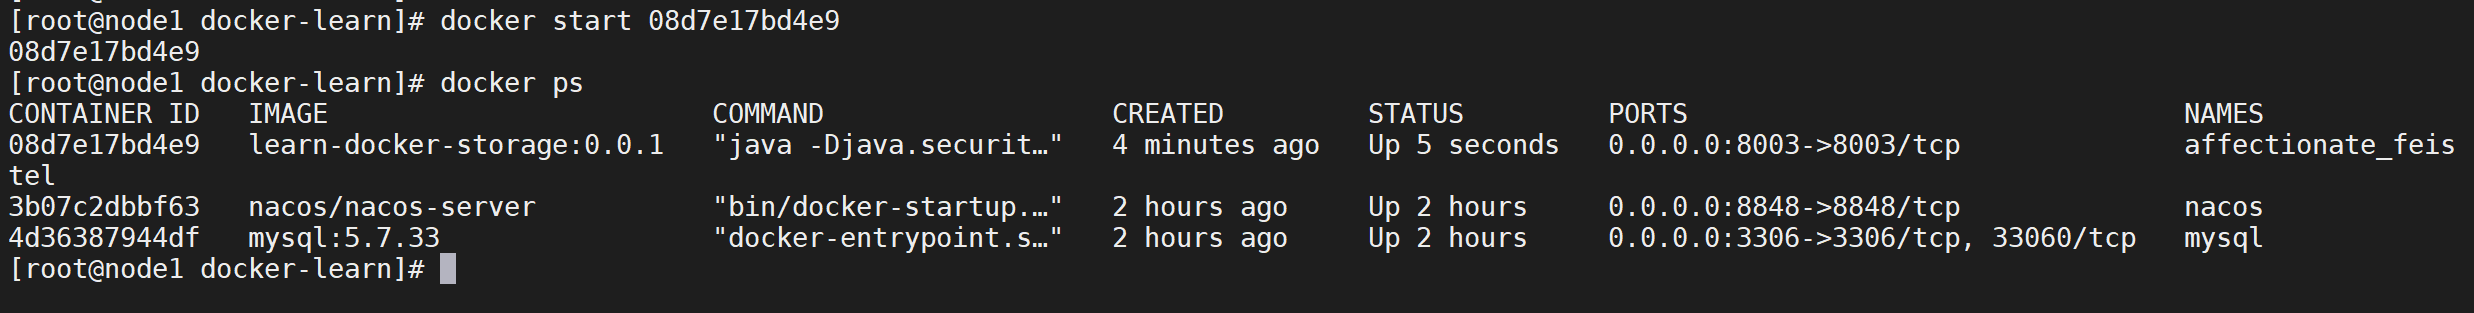 [root@node1 docker-learn]# docker start 08d7e17bd4e9
08d7e17bd4e9
[root@node1 docker-learn]# docker ps
CONTAINER ID   IMAGE                        COMMAND                  CREATED         STATUS         PORTS                               NAMES
08d7e17bd4e9   learn-docker-storage:0.0.1   "java -Djava.securit…"   4 minutes ago   Up 5 seconds   0.0.0.0:8003->8003/tcp              affectionate_feis
tel
3b07c2dbbf63   nacos/nacos-server           "bin/docker-startup.…"   2 hours ago     Up 2 hours     0.0.0.0:8848->8848/tcp              nacos
4d36387944df   mysql:5.7.33                 "docker-entrypoint.s…"   2 hours ago     Up 2 hours     0.0.0.0:3306->3306/tcp, 33060/tcp   mysql
[root@node1 docker-learn]#